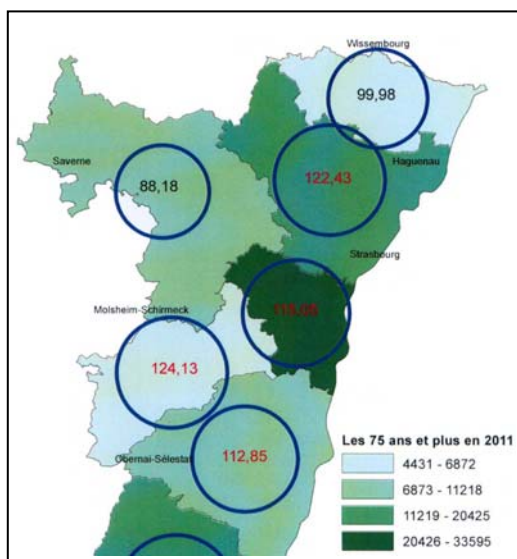 Wissembourg
99,98
Haguenau
122,43
Saverne
88,18
Strasbourg
Molsheim-Schirmeck
124,13
Obernai-Sélestat
112,85
Les 75 ans et plus en 2011
4431 - 6872
6873 - 11218
11219 - 20425
20426 - 33595